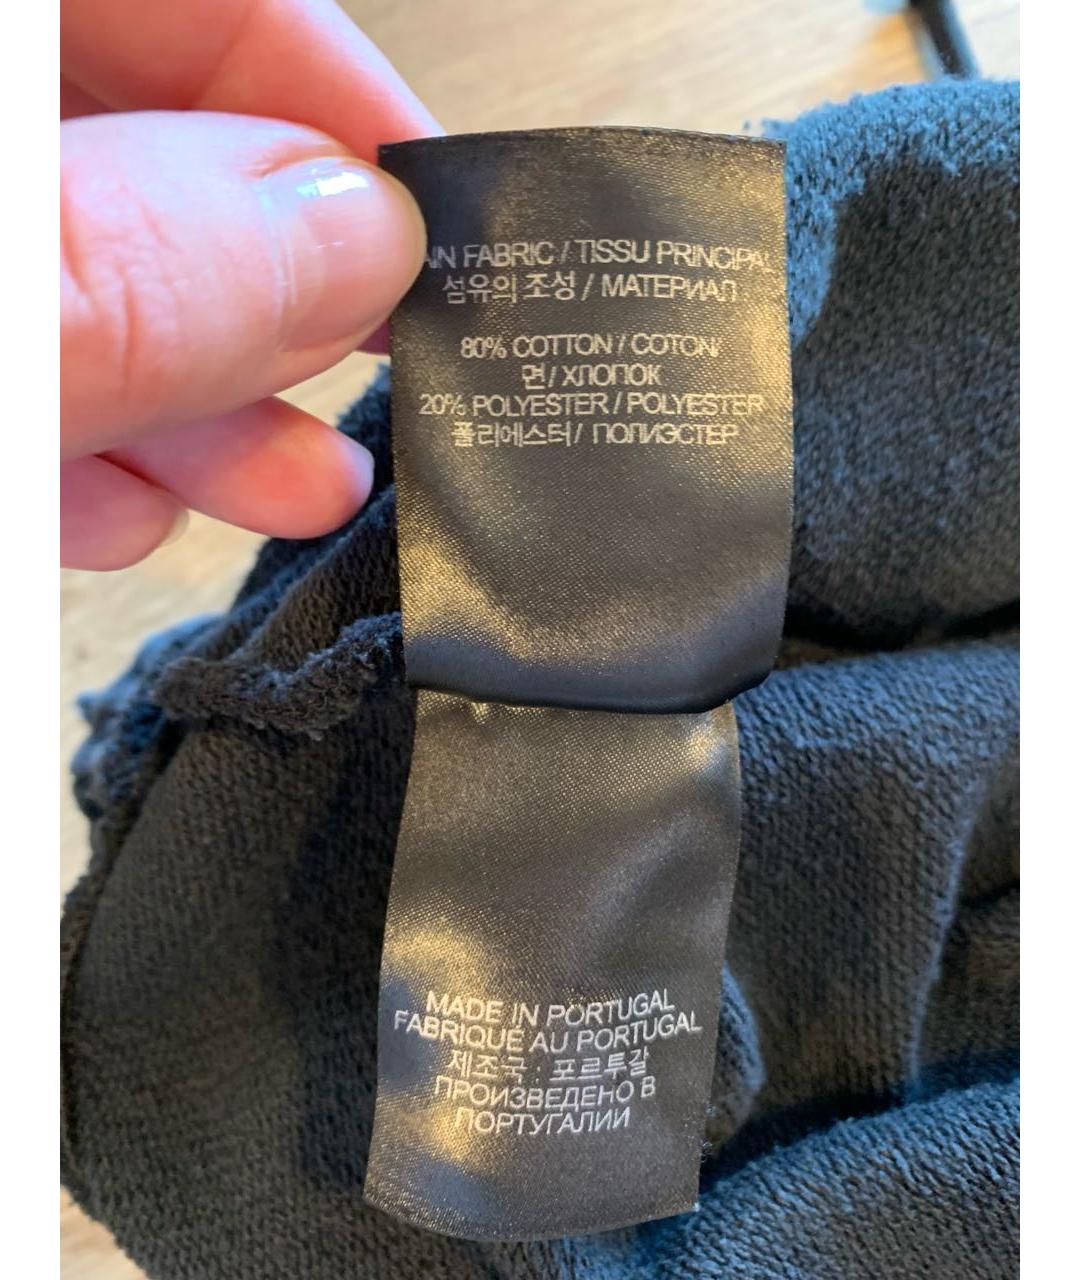 AIN FABRIC / TISSU PRINCIPAL
섬유의 조성 / МАТЕРИАЛ
80% COTTON / COTON
면 / ХЛОПОК
20% POLYESTER / POLYESTER
폴리에스터 / ПОЛИЭСТЕР
MADE IN PORTUGAL
FABRIQUE AU PORTUGAL
제조국 : 포르투갈
ПРОИЗВЕДЕНО В
ПОРТУГАЛИИ